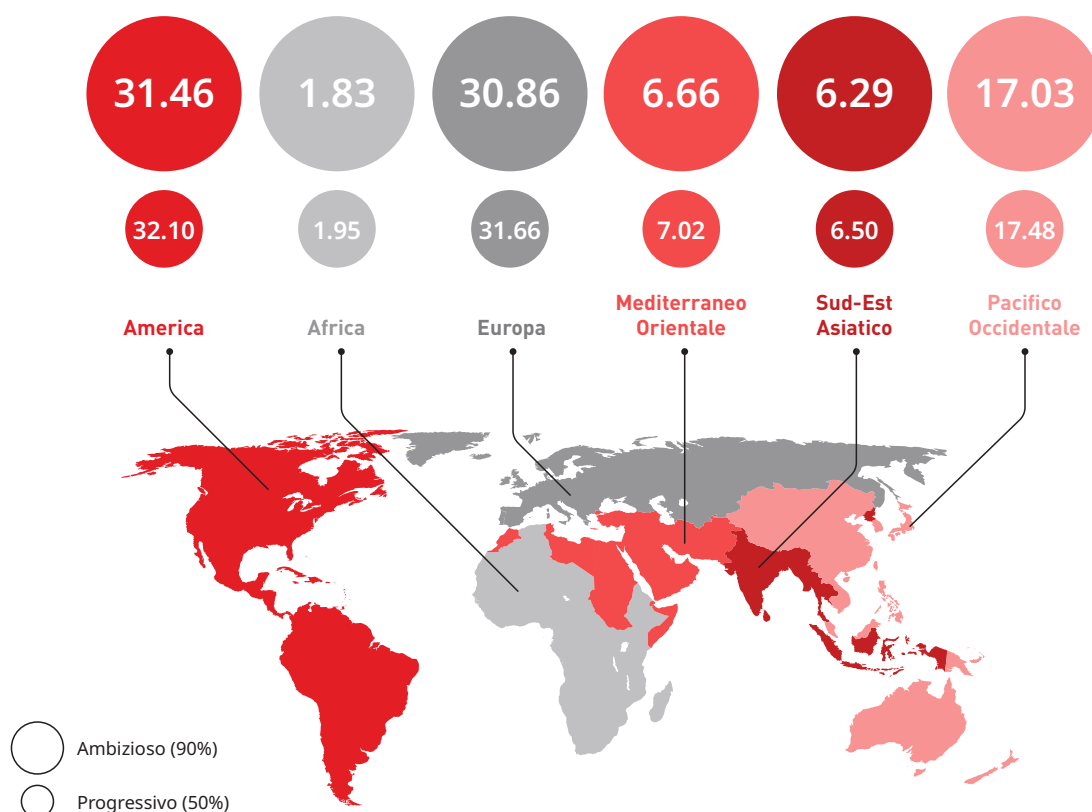 31.46
1.83
30.86
6.66
6.29
17.03
32.10
1.95
31.66
7.02
6.50
17.48
America
Africa
Europa
Mediterraneo
Orientale
Sud-Est
Asiatico
Pacifico
Occidentale
Ambizioso (90%)
Progressivo (50%)